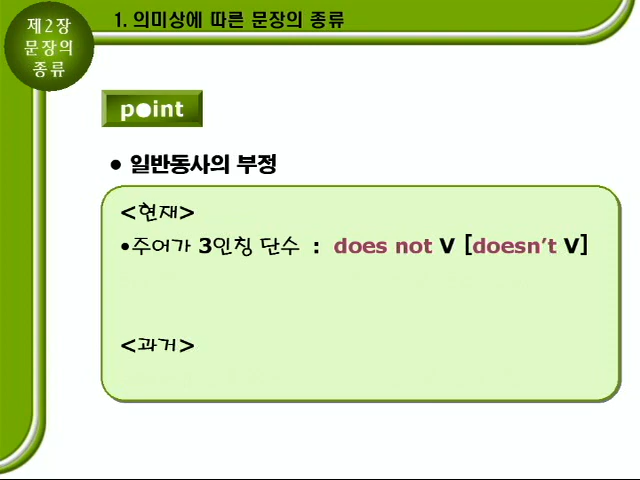 제2장
문장의
종류
1. 의미상에 따른 문장의 종류
point
● 일반동사의 부정
<현재>
•주어가 3인칭 단수 : does not V [doesn't V]
<과거>